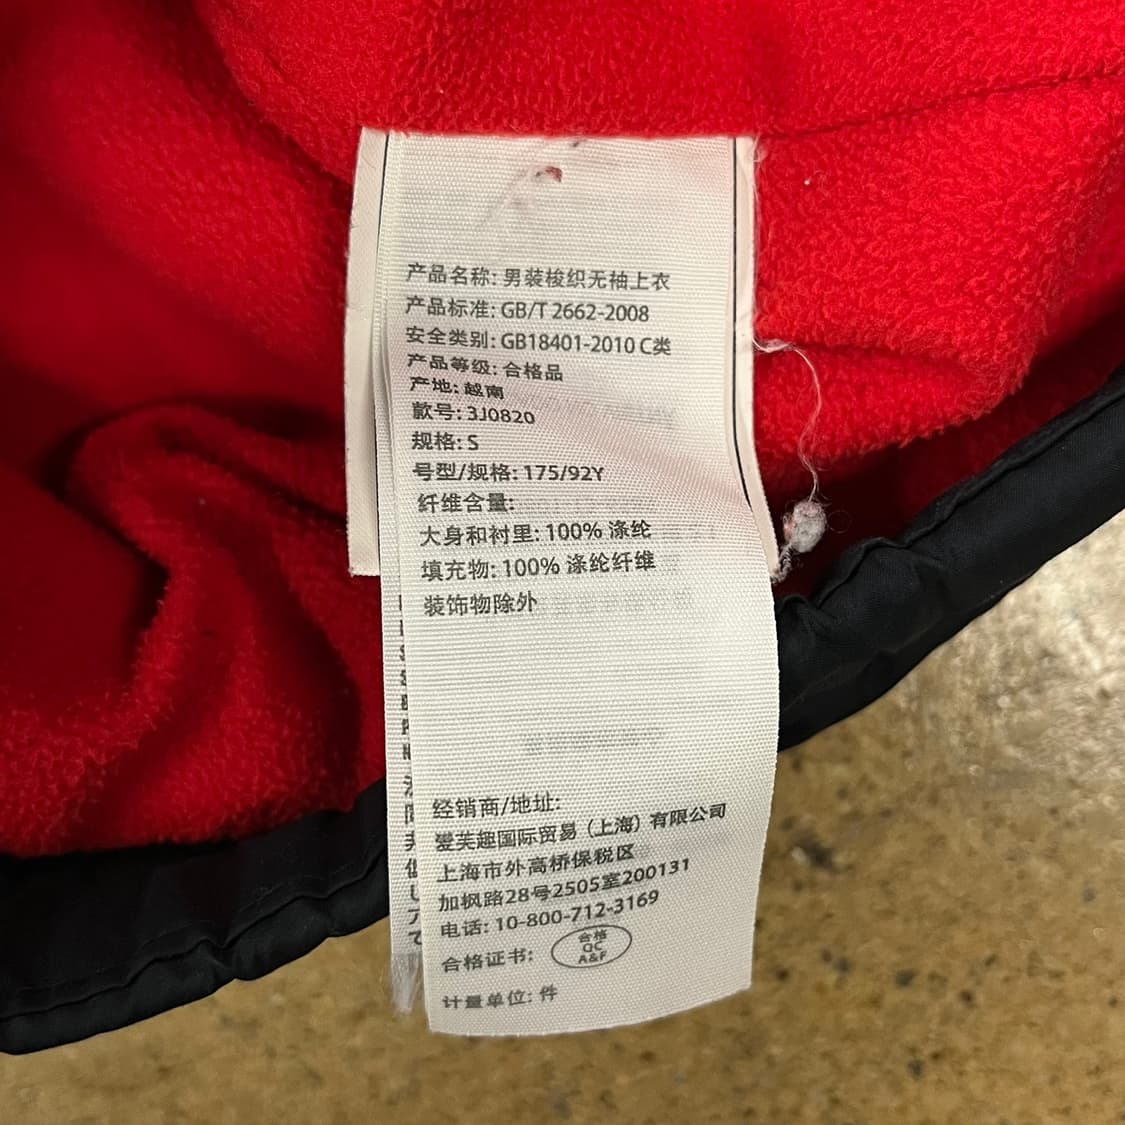 产品名称: 男装梭织无袖上衣
产品标准: GB/T 2662-2008
安全类别: GB18401-2010 C类
产品等级: 合格品
产地: 越南
款号: 3J0820
规格: S
号型/规格: 175/92Y
纤维含量:
大身和衬里: 100% 涤纶
填充物: 100% 涤纶纤维
装饰物除外
经销商/地址:
爱芙趣国际贸易 (上海) 有限公司
上海市外高桥保税区
加枫路28号2505室200131
电话: 10-800-712-3169
合格证书:
合格
QC
A&F
计量单位: 件